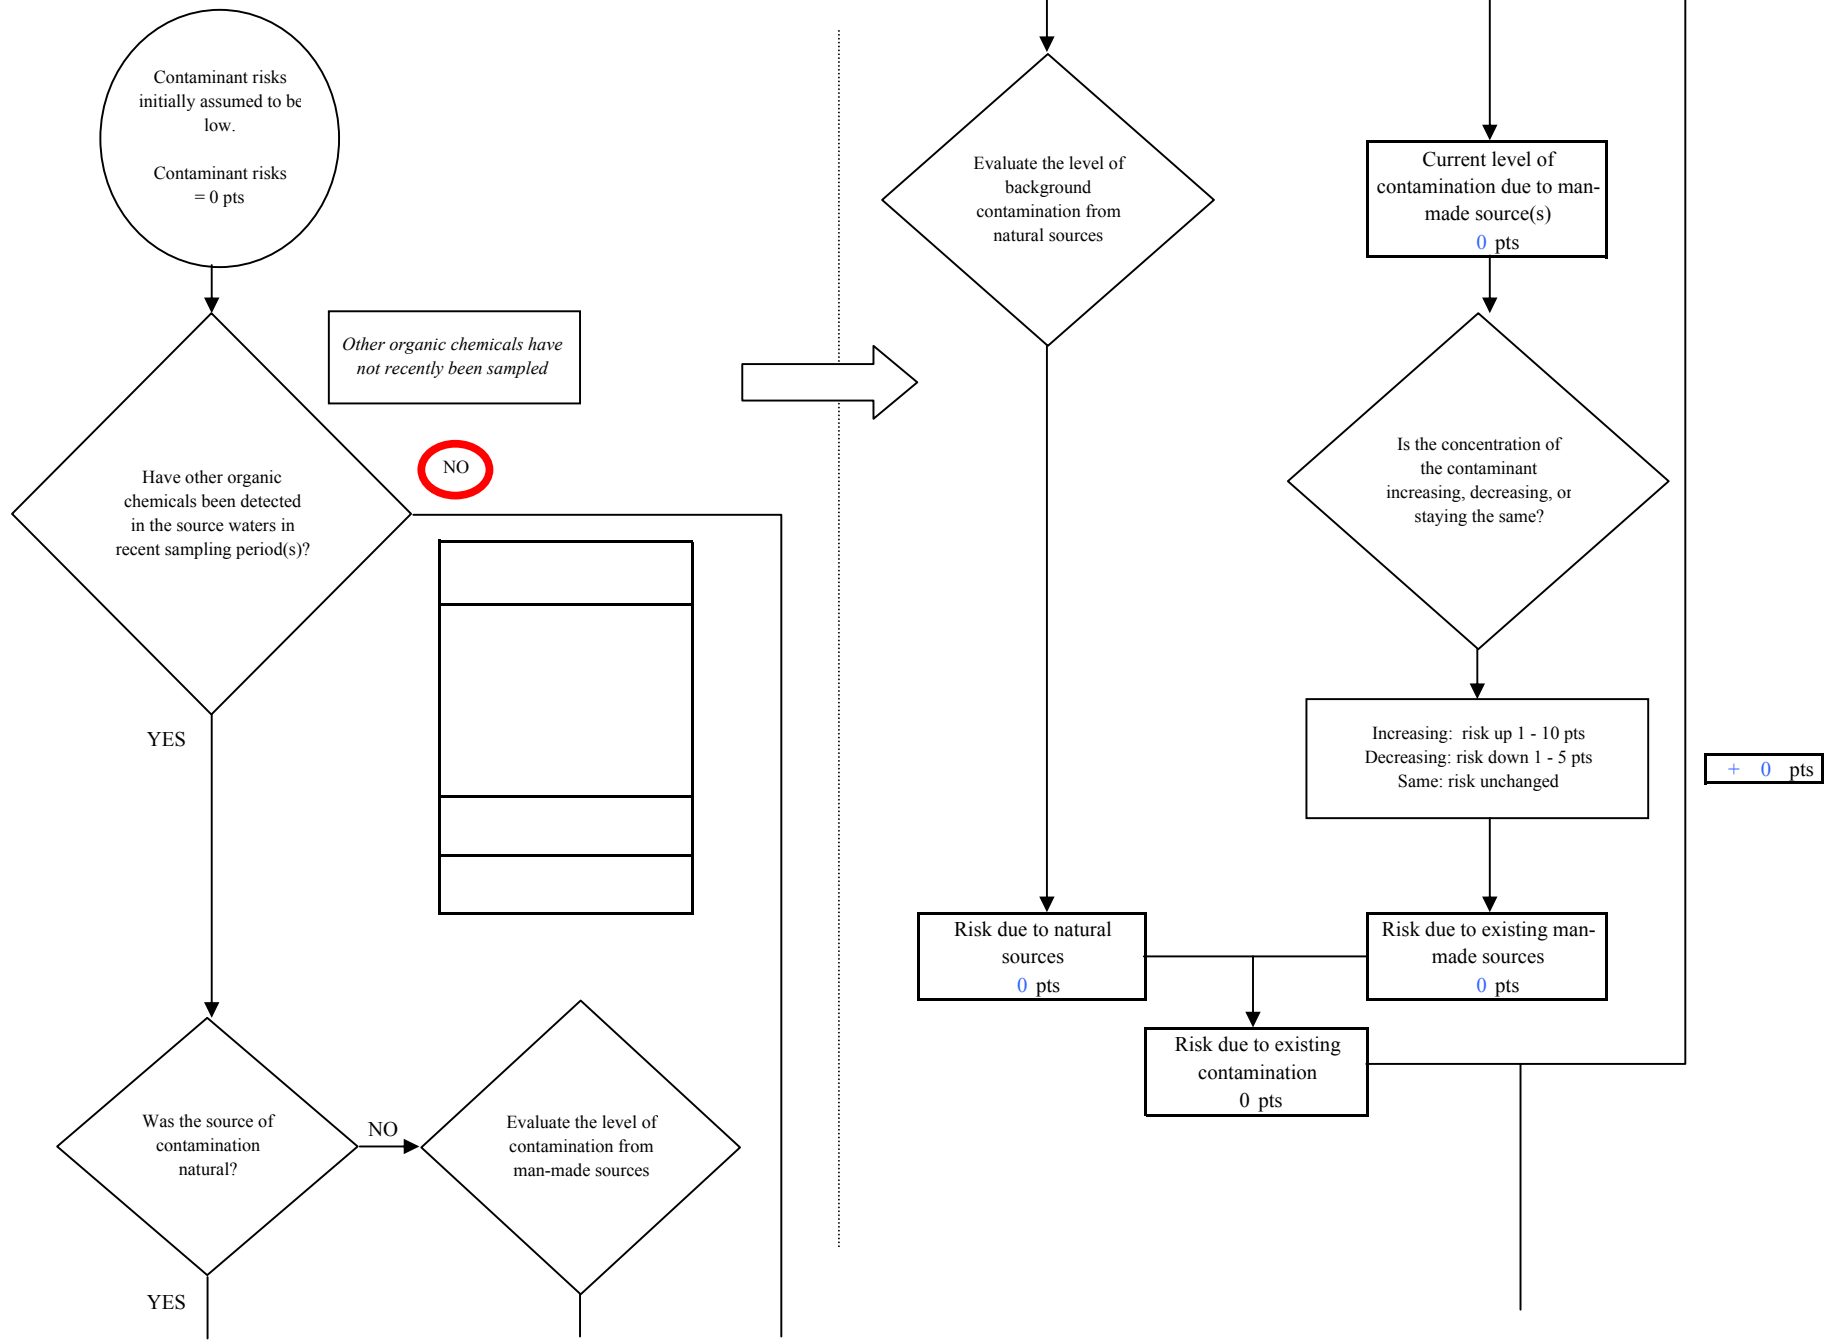 Contaminant risks
initially assumed to be
low.
Contaminant risks
= 0 pts
Other organic chemicals have
not recently been sampled
NO
Have other organic
chemicals been detected
in the source waters in
recent sampling period(s)?
YES
Was the source of
contamination
natural?
NO
Evaluate the level of
contamination from
man-made sources
YES
Evaluate the level of
background
contamination from
natural sources
Current level of
contamination due to man-
made source(s)
0 pts
Is the concentration of
the contaminant
increasing, decreasing, or
staying the same?
Increasing: risk up 1 - 10 pts
Decreasing: risk down 1 - 5 pts
Same: risk unchanged
+ 0 pts
Risk due to natural
sources
0 pts
Risk due to existing man-
made sources
0 pts
Risk due to existing
contamination
0 pts